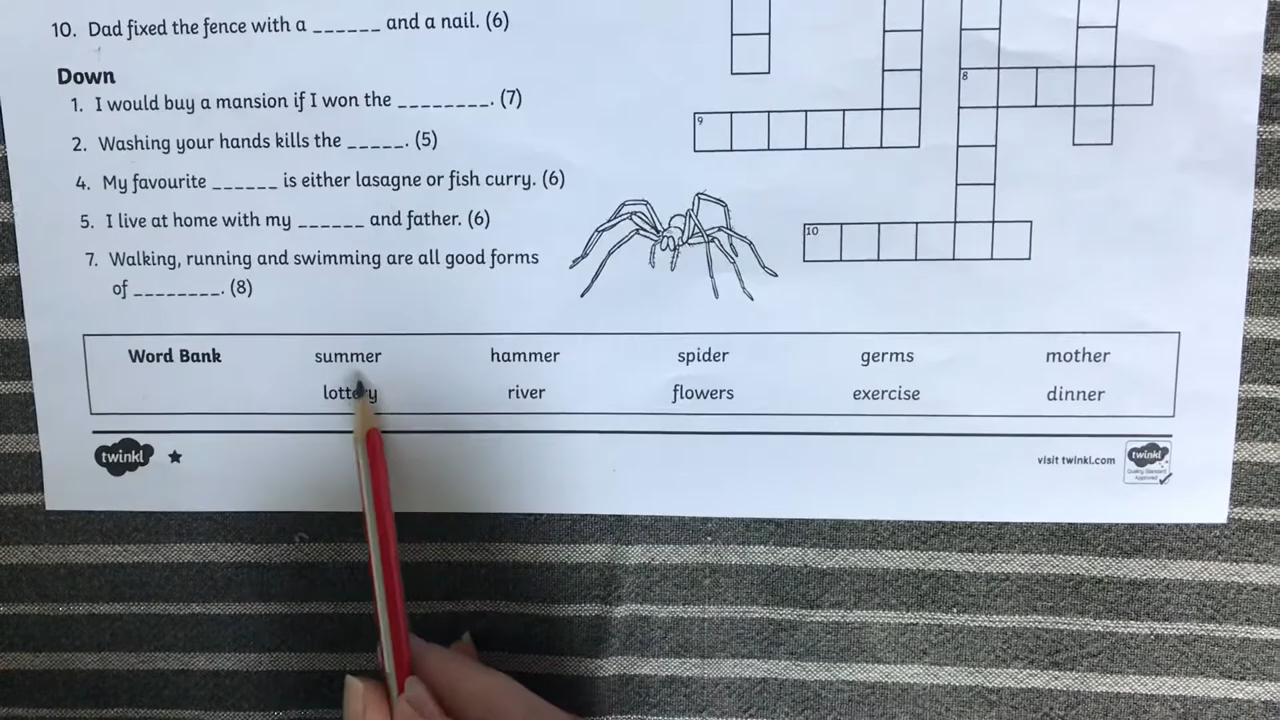 10. Dad fixed the fence with a ______ and a nail. (6)
Down
1. I would buy a mansion if I won the ________. (7)
2. Washing your hands kills the _____. (5)
4. My favourite ______ is either lasagne or fish curry. (6)
5. I live at home with my ______ and father. (6)
7. Walking, running and swimming are all good forms
of ________. (8)
8
9
10
Word Bank summer hammer spider germs mother
lottery river flowers exercise dinner
twinkl
visit twinkl.com
twinkl
Quality Standard
Approved